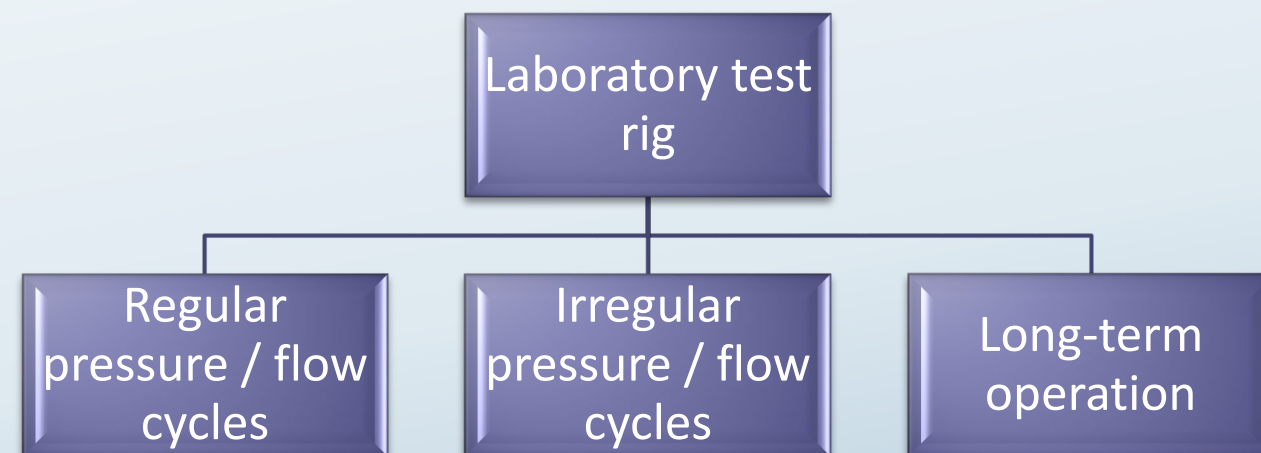 Laboratory test
rig
Regular
pressure / flow
cycles
Irregular
pressure / flow
cycles
Long-term
operation